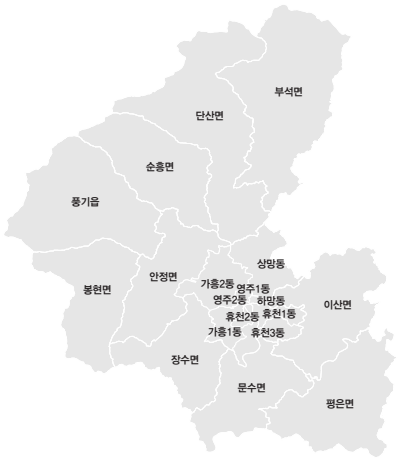 부석면
단산면
순흥면
풍기읍
상망동
안정면
가흥2동
영주1동
봉현면
영주2동
하망동
이산면
휴천2동
휴천1동
가흥1동
휴천3동
장수면
문수면
평은면